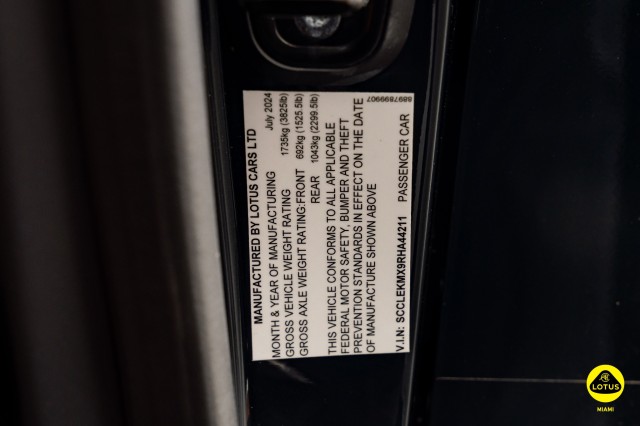 MANUFACTURED BY LOTUS CARS LTD
MONTH & YEAR OF MANUFACTURING July 2024
GROSS VEHICLE WEIGHT RATING 1735kg (3825lb)
GROSS AXLE WEIGHT RATING:FRONT 692kg (1525.5lb)
REAR 1043kg (2299.5lb)
THIS VEHICLE CONFORMS TO ALL APPLICABLE
FEDERAL MOTOR SAFETY, BUMPER AND THEFT
PREVENTION STANDARDS IN EFFECT ON THE DATE
OF MANUFACTURE SHOWN ABOVE
V.I.N: SCCLEKMX9RHA44211 PASSENGER CAR
8897899907
LOTUS
MIAMI